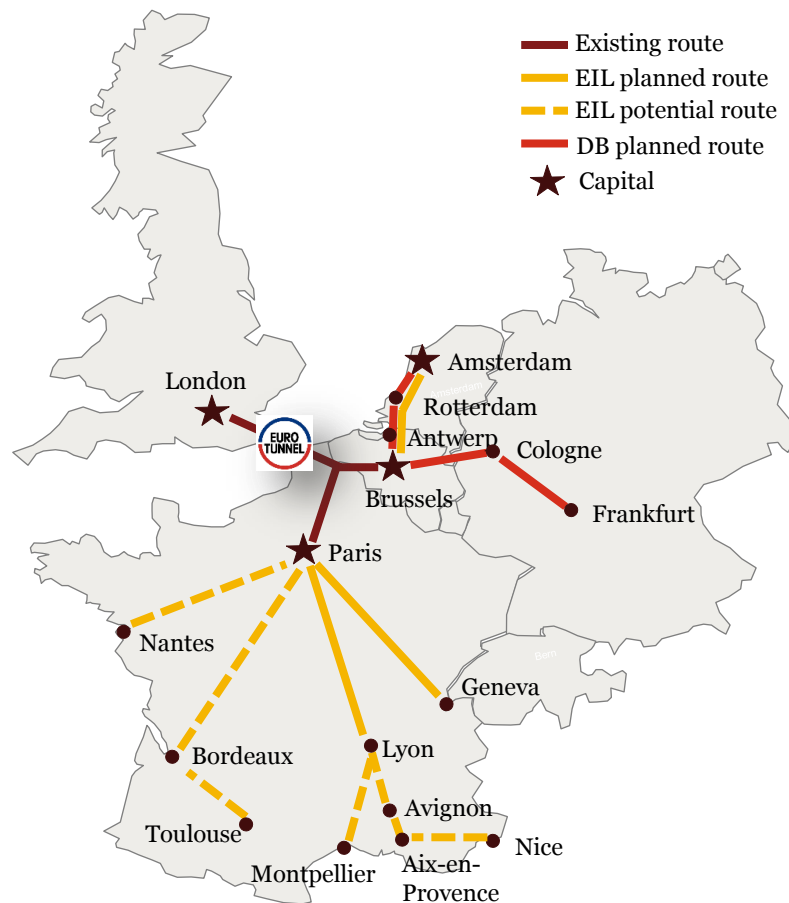 Existing route
EIL planned route
EIL potential route
DB planned route
Capital
Amsterdam
London
Amsterdam
Rotterdam
EURO
TUNNEL
Antwerp
Cologne
Brussels
Frankfurt
Paris
Nantes
Bern
Geneva
Bordeaux
Lyon
Avignon
Toulouse
Nice
Montpellier
Aix-en-
Provence